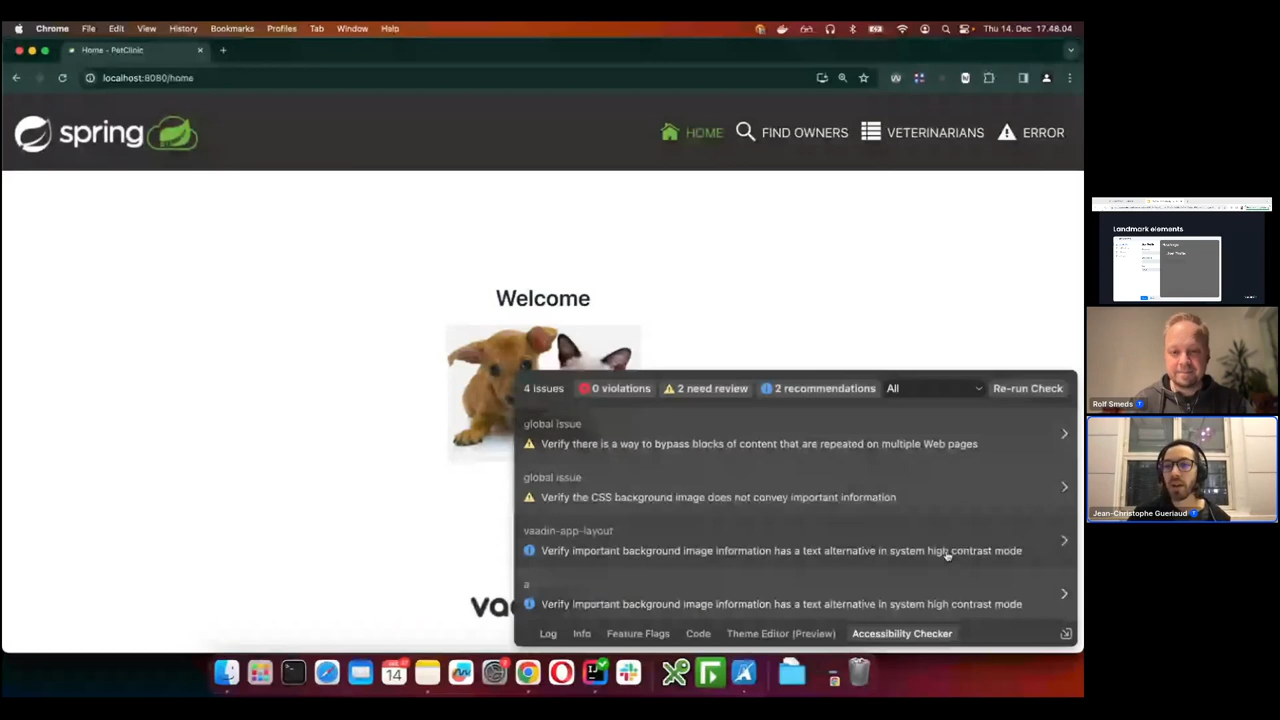 Chrome File Edit View History Bookmarks Profiles Tab Window Help
Thu 14. Dec 17.48.04
Home - PetClinic
localhost:8080/home
spring
HOME
FIND OWNERS
VETERINARIANS
ERROR
Welcome
4 issues 0 violations 2 need review 2 recommendations All Re-run Check
global issue
Verify there is a way to bypass blocks of content that are repeated on multiple Web pages
global issue
Verify the CSS background image does not convey important information
vaadin-app-layout
Verify important background image information has a text alternative in system high contrast mode
a
Verify important background image information has a text alternative in system high contrast mode
Log Info Feature Flags Code Theme Editor (Preview) Accessibility Checker
DEC
14
Landmark elements
Rolf Smeds
Jean-Christophe Gueriaud